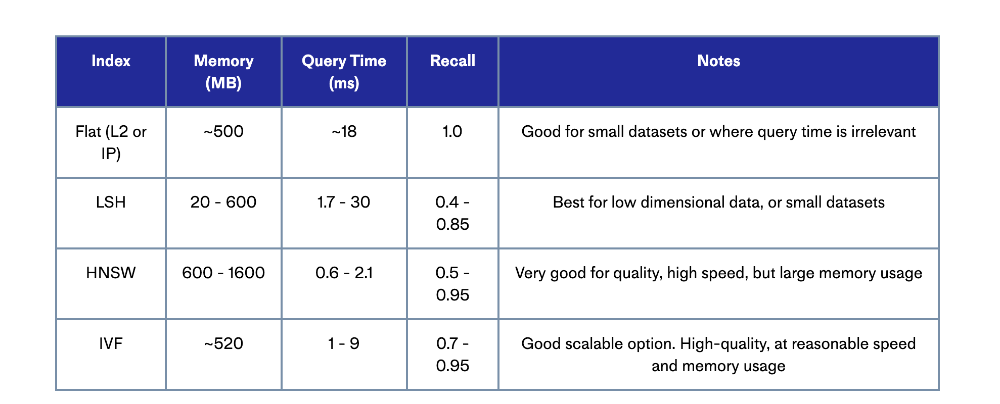 Index Memory (MB) Query Time (ms) Recall Notes
Flat (L2 or IP) ~500 ~18 1.0 Good for small datasets or where query time is irrelevant
LSH 20 - 600 1.7 - 30 0.4 - 0.85 Best for low dimensional data, or small datasets
HNSW 600 - 1600 0.6 - 2.1 0.5 - 0.95 Very good for quality, high speed, but large memory usage
IVF ~520 1 - 9 0.7 - 0.95 Good scalable option. High-quality, at reasonable speed and memory usage